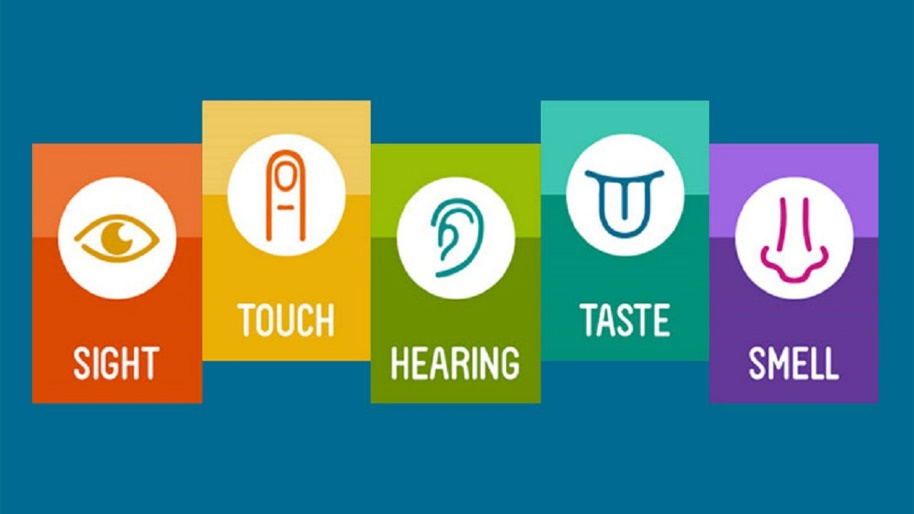 SIGHT
TOUCH
HEARING
TASTE
SMELL